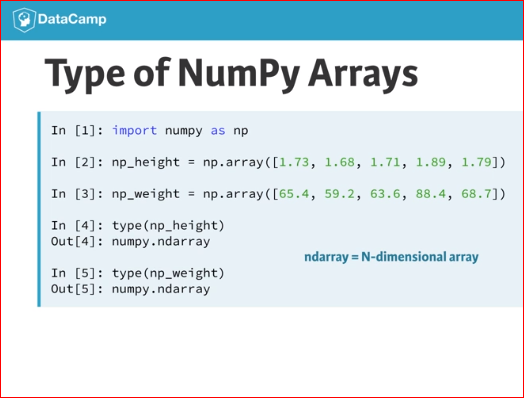 DataCamp
Type of NumPy Arrays
In [1]: import numpy as np
In [2]: np_height = np.array([1.73, 1.68, 1.71, 1.89, 1.79])
In [3]: np_weight = np.array([65.4, 59.2, 63.6, 88.4, 68.7])
In [4]: type(np_height)
Out[4]: numpy.ndarray
ndarray = N-dimensional array
In [5]: type(np_weight)
Out[5]: numpy.ndarray